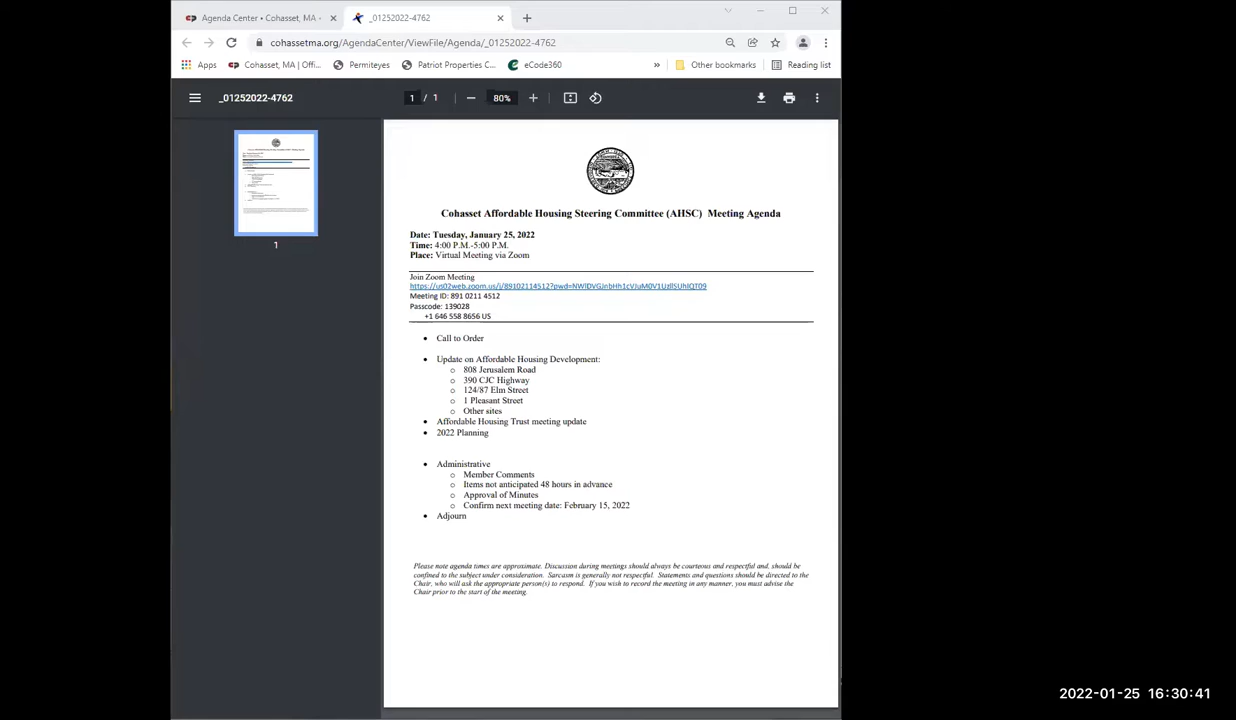 Agenda Center • Cohasset, MA -
_01252022-4762
cohassetma.org/AgendaCenter/ViewFile/Agenda/_01252022-4762
Apps
Cohasset, MA | Offi...
Permiteyes
Patriot Properties C...
eCode360
»
Other bookmarks
Reading list
_01252022-4762
1 / 1
80%
1
Cohasset Affordable Housing Steering Committee (AHSC) Meeting Agenda
Date: Tuesday, January 25, 2022
Time: 4:00 P.M.-5:00 P.M.
Place: Virtual Meeting via Zoom
Join Zoom Meeting
Meeting ID: 891 0211 4512
Passcode: 139028
+1 646 558 8656 US
• Call to Order
• Update on Affordable Housing Development:
o 808 Jerusalem Road
o 390 CJC Highway
o 124/87 Elm Street
o 1 Pleasant Street
o Other sites
• Affordable Housing Trust meeting update
• 2022 Planning
• Administrative
o Member Comments
o Items not anticipated 48 hours in advance
o Approval of Minutes
o Confirm next meeting date: February 15, 2022
• Adjourn
Please note agenda times are approximate. Discussion during meetings should always be courteous and respectful and, should be
confined to the subject under consideration. Sarcasm is generally not respectful. Statements and questions should be directed to the
Chair, who will ask the appropriate person(s) to respond. If you wish to record the meeting in any manner, you must advise the
Chair prior to the start of the meeting.
2022-01-25 16:30:41